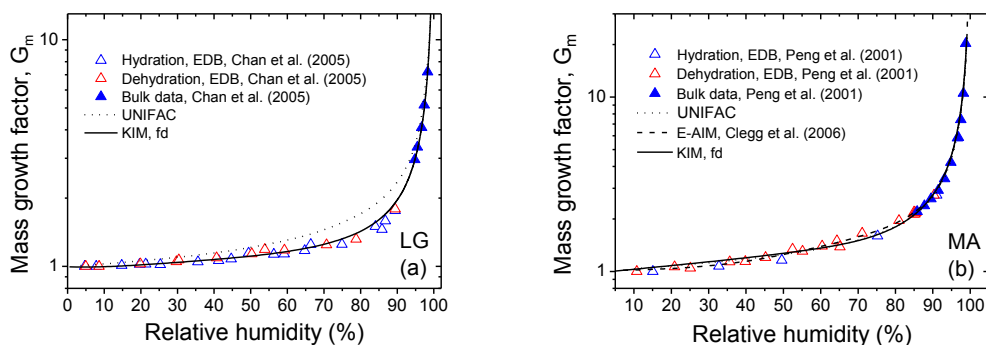 Mass growth factor, Gm
10
1
Hydration, EDB, Chan et al. (2005)
Dehydration, EDB, Chan et al. (2005)
Bulk data, Chan et al. (2005)
UNIFAC
KIM, fd
LG
(a)
0 10 20 30 40 50 60 70 80 90 100
Relative humidity (%)
Mass growth factor, Gm
10
1
Hydration, EDB, Peng et al. (2001)
Dehydration, EDB, Peng et al. (2001)
Bulk data, Peng et al. (2001)
UNIFAC
E-AIM, Clegg et al. (2006)
KIM, fd
MA
(b)
10 20 30 40 50 60 70 80 90 100
Relative humidity (%)